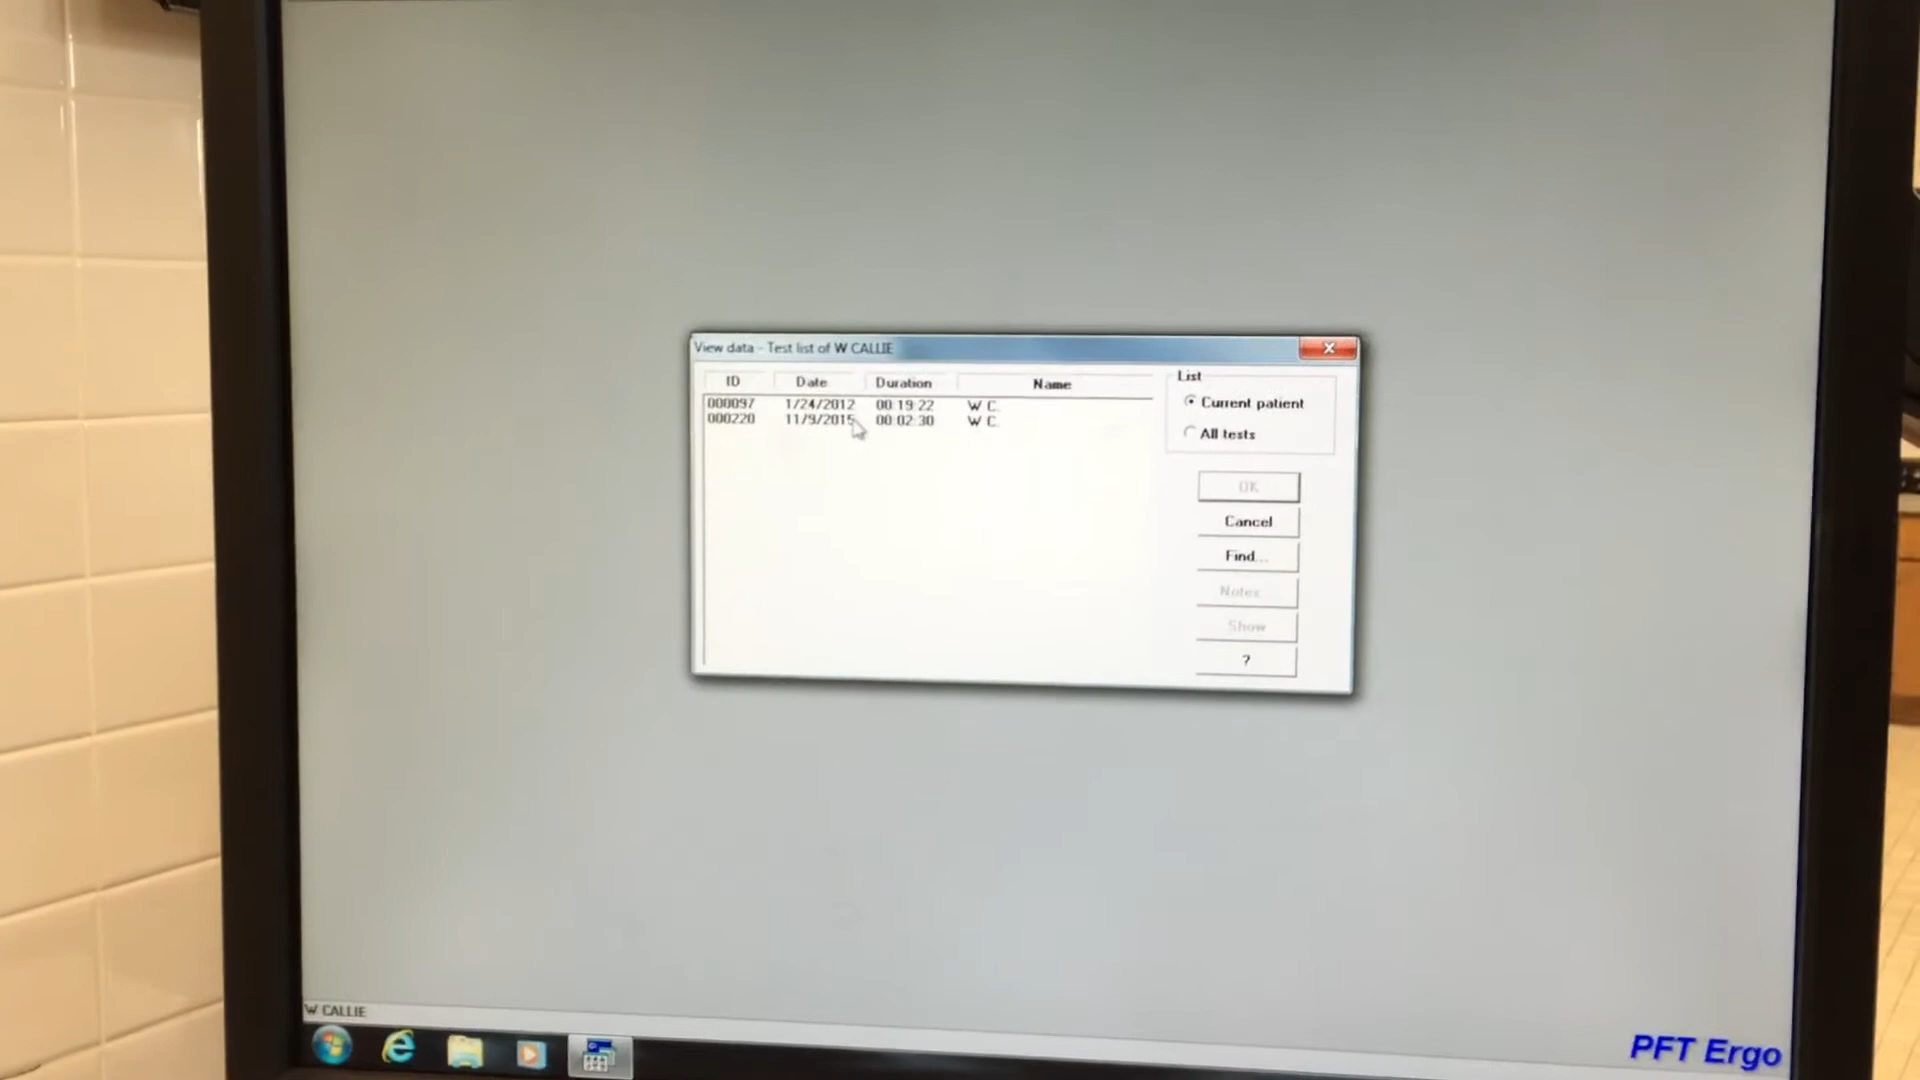 View data - Test list of W CALLIE
ID Date Duration Name
000097 1/24/2012 00:19:22 W C.
000220 11/9/2015 00:02:30 W C.
List
Current patient
All tests
OK
Cancel
Find...
Notes...
Show
?
W CALLIE
PFT Ergo